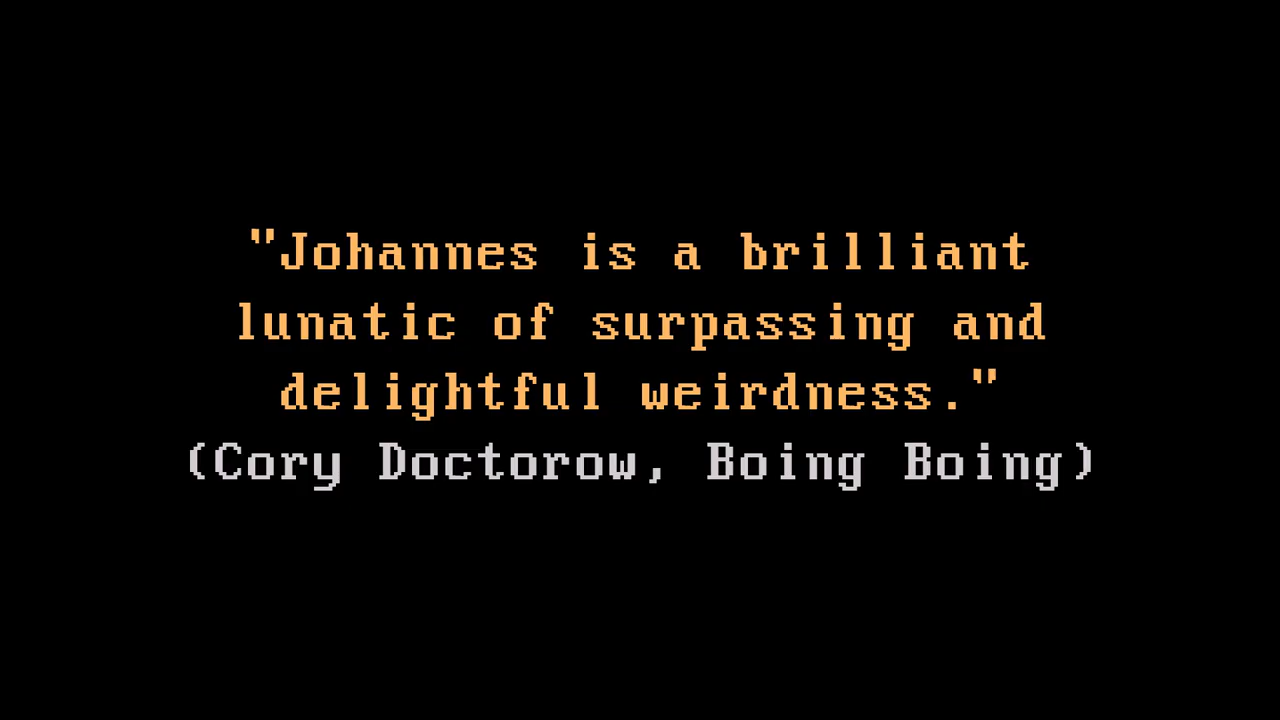 "Johannes is a brilliant
lunatic of surpassing and
delightful weirdness."
(Cory Doctorow, Boing Boing)